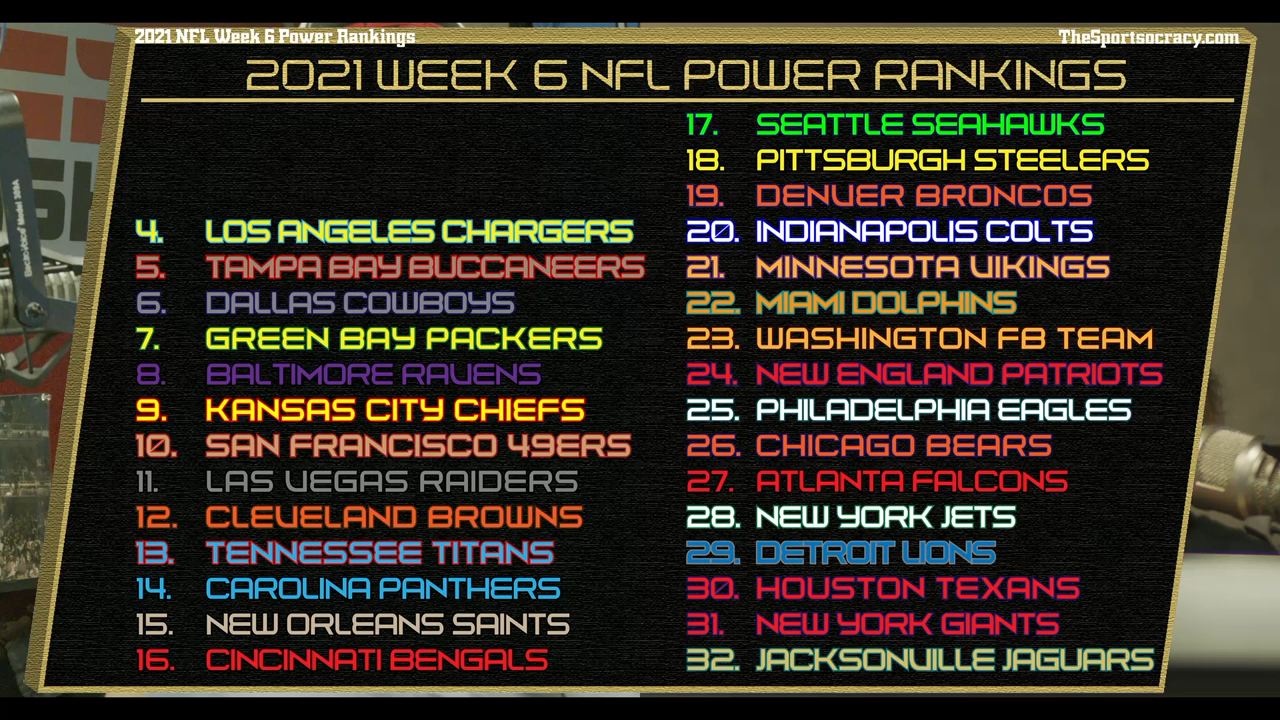 2021 NFL Week 6 Power Rankings
TheSportsocracy.com
2021 WEEK 6 NFL POWER RANKINGS
4. LOS ANGELES CHARGERS
5. TAMPA BAY BUCCANEERS
6. DALLAS COWBOYS
7. GREEN BAY PACKERS
8. BALTIMORE RAVENS
9. KANSAS CITY CHIEFS
10. SAN FRANCISCO 49ERS
11. LAS VEGAS RAIDERS
12. CLEVELAND BROWNS
13. TENNESSEE TITANS
14. CAROLINA PANTHERS
15. NEW ORLEANS SAINTS
16. CINCINNATI BENGALS
17. SEATTLE SEAHAWKS
18. PITTSBURGH STEELERS
19. DENVER BRONCOS
20. INDIANAPOLIS COLTS
21. MINNESOTA VIKINGS
22. MIAMI DOLPHINS
23. WASHINGTON FB TEAM
24. NEW ENGLAND PATRIOTS
25. PHILADELPHIA EAGLES
26. CHICAGO BEARS
27. ATLANTA FALCONS
28. NEW YORK JETS
29. DETROIT LIONS
30. HOUSTON TEXANS
31. NEW YORK GIANTS
32. JACKSONVILLE JAGUARS